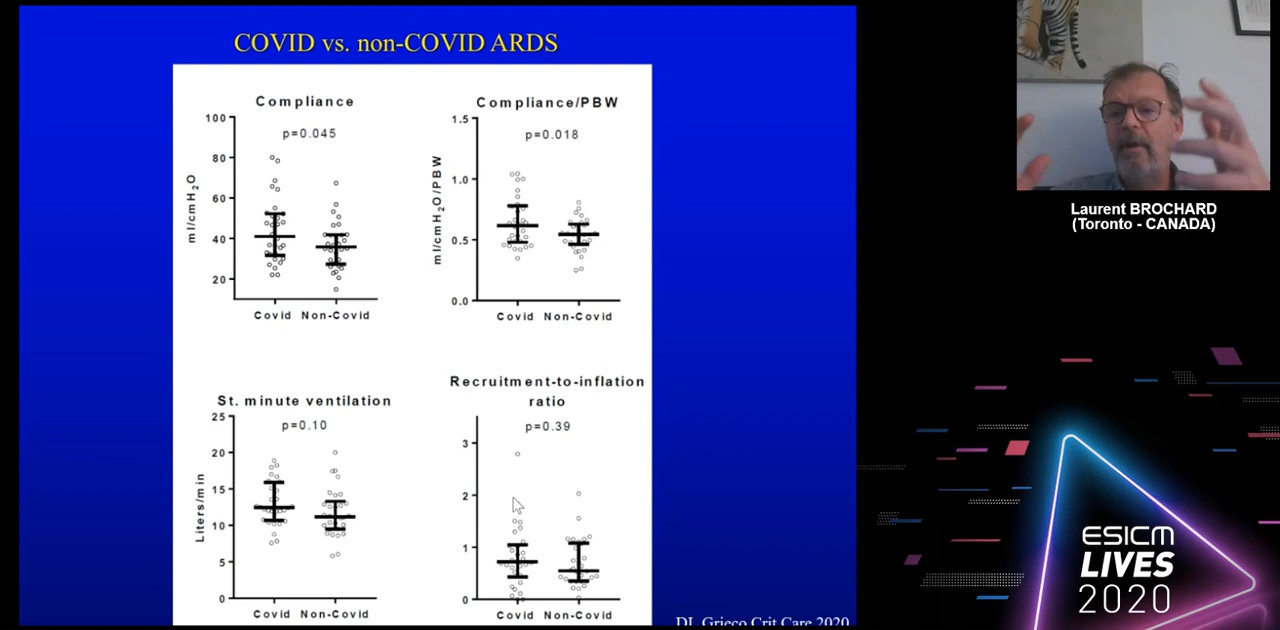 COVID vs. non-COVID ARDS
Compliance
p=0.045
100
80
60
40
20
ml/cmH2O
Covid Non-Covid
Compliance/PBW
p=0.018
1.5
1.0
0.5
0.0
ml/cmH2O/PBW
Covid Non-Covid
St. minute ventilation
p=0.10
25
20
15
10
5
0
Liters/min
Covid Non-Covid
Recruitment-to-inflation
ratio
p=0.39
3
2
1
0
Covid Non-Covid
DL Grieco Crit Care 2020
Laurent BROCHARD
(Toronto - CANADA)
ESICM
LIVES
2020